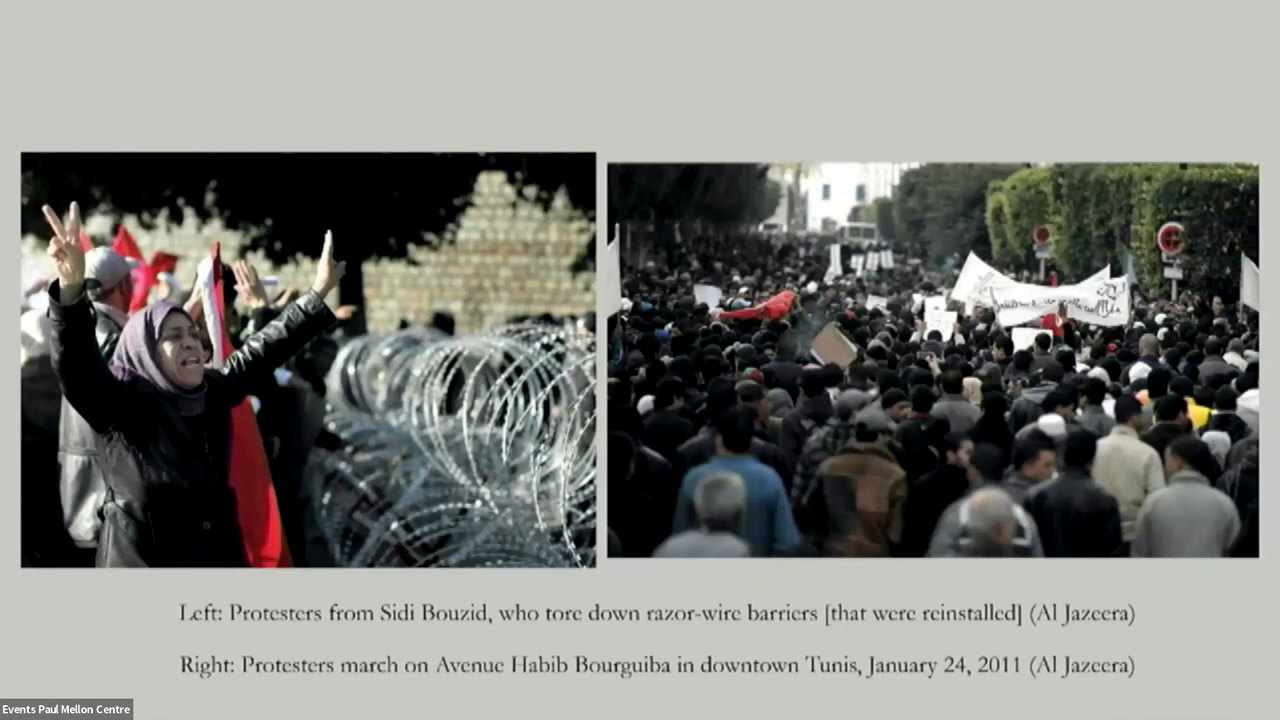 Left: Protesters from Sidi Bouzid, who tore down razor-wire barriers [that were reinstalled] (Al Jazeera)
Right: Protesters march on Avenue Habib Bourguiba in downtown Tunis, January 24, 2011 (Al Jazeera)
Events Paul Mellon Centre